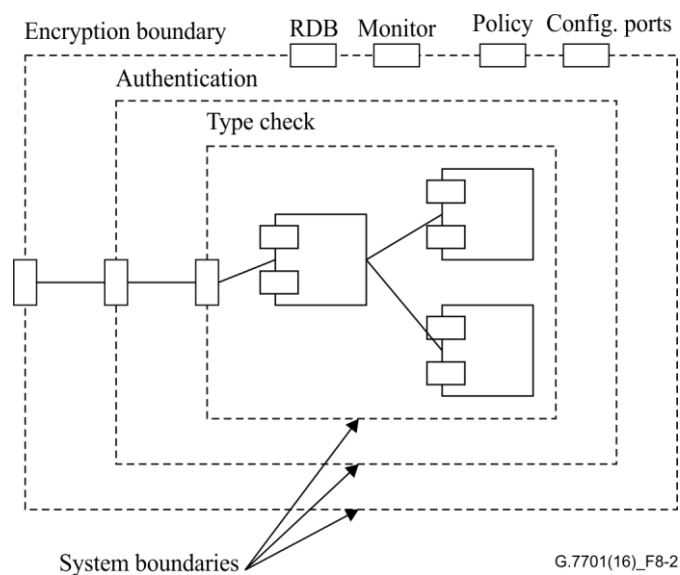 Encryption boundary
RDB
Monitor
Policy
Config. ports
Authentication
Type check
System boundaries
G.7701(16)_F8-2